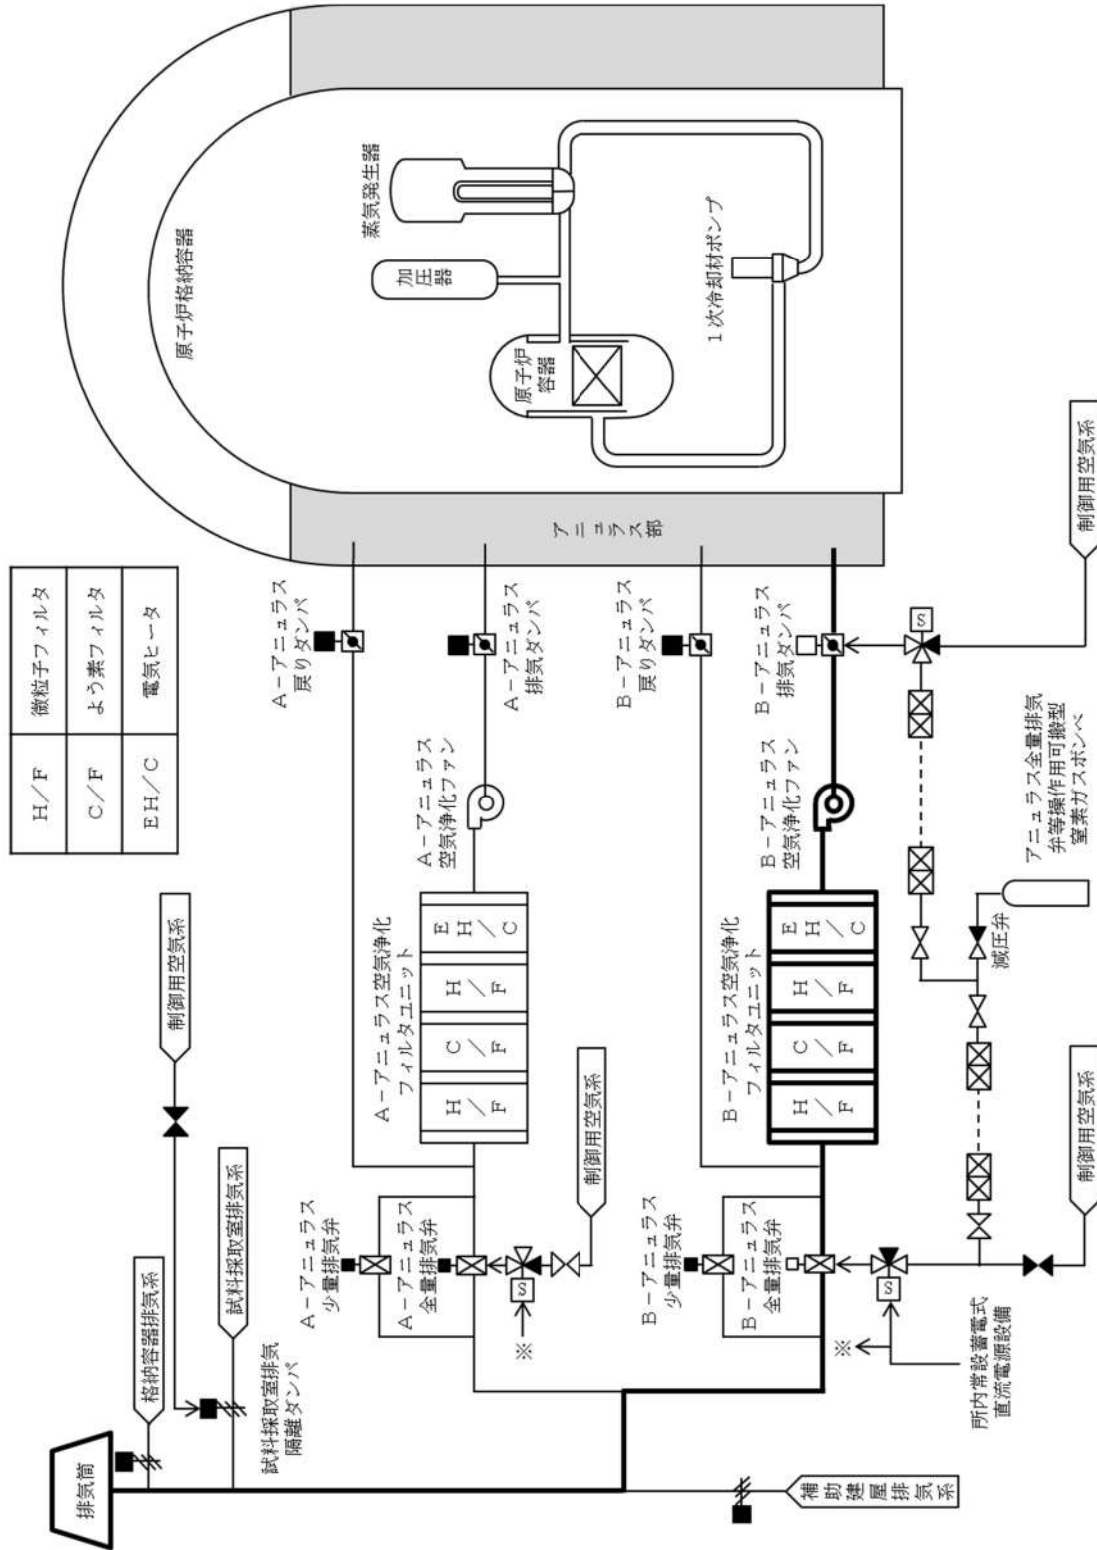 排気筒
格納容器排気系
試料採取室排気系
試料採取室排気
隔離ダンパ
制御用空気系
補助建屋排気系
H/F 微粒子フィルタ
C/F よう素フィルタ
EH/C 電気ヒータ
A－アニュラス
少量排気弁
A－アニュラス
全量排気弁
S
※
制御用空気系
A－アニュラス空気浄化
フィルタユニット
H/F
C/F
H/F
EH/C
A－アニュラス
空気浄化ファン
A－アニュラス
戻りダンパ
A－アニュラス
排気ダンパ
B－アニュラス
少量排気弁
B－アニュラス
全量排気弁
S
※
所内常設蓄電式
直流電源設備
制御用空気系
B－アニュラス空気浄化
フィルタユニット
H/F
C/F
H/F
EH/C
B－アニュラス
空気浄化ファン
B－アニュラス
戻りダンパ
B－アニュラス
排気ダンパ
S
減圧弁
アニュラス全量排気
弁等操作用可搬型
窒素ガスボンベ
制御用空気系
原子炉格納容器
アニュラス部
加圧器
蒸気発生器
原子炉
容器
1次冷却材ポンプ